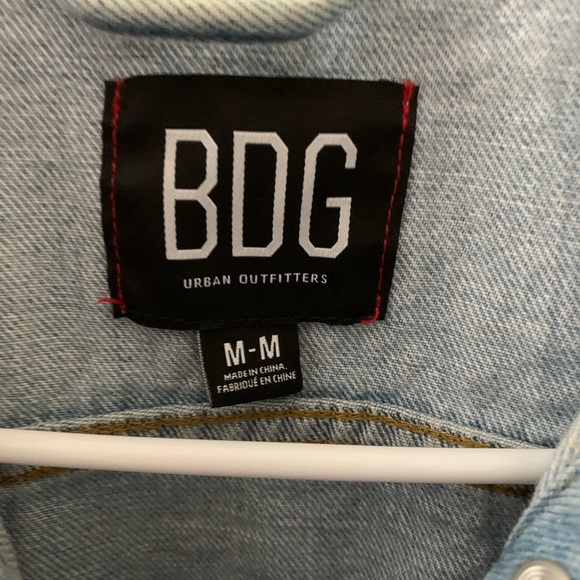 BDG
URBAN OUTFITTERS
M-M
MADE IN CHINA.
FABRIQUÉ EN CHINE